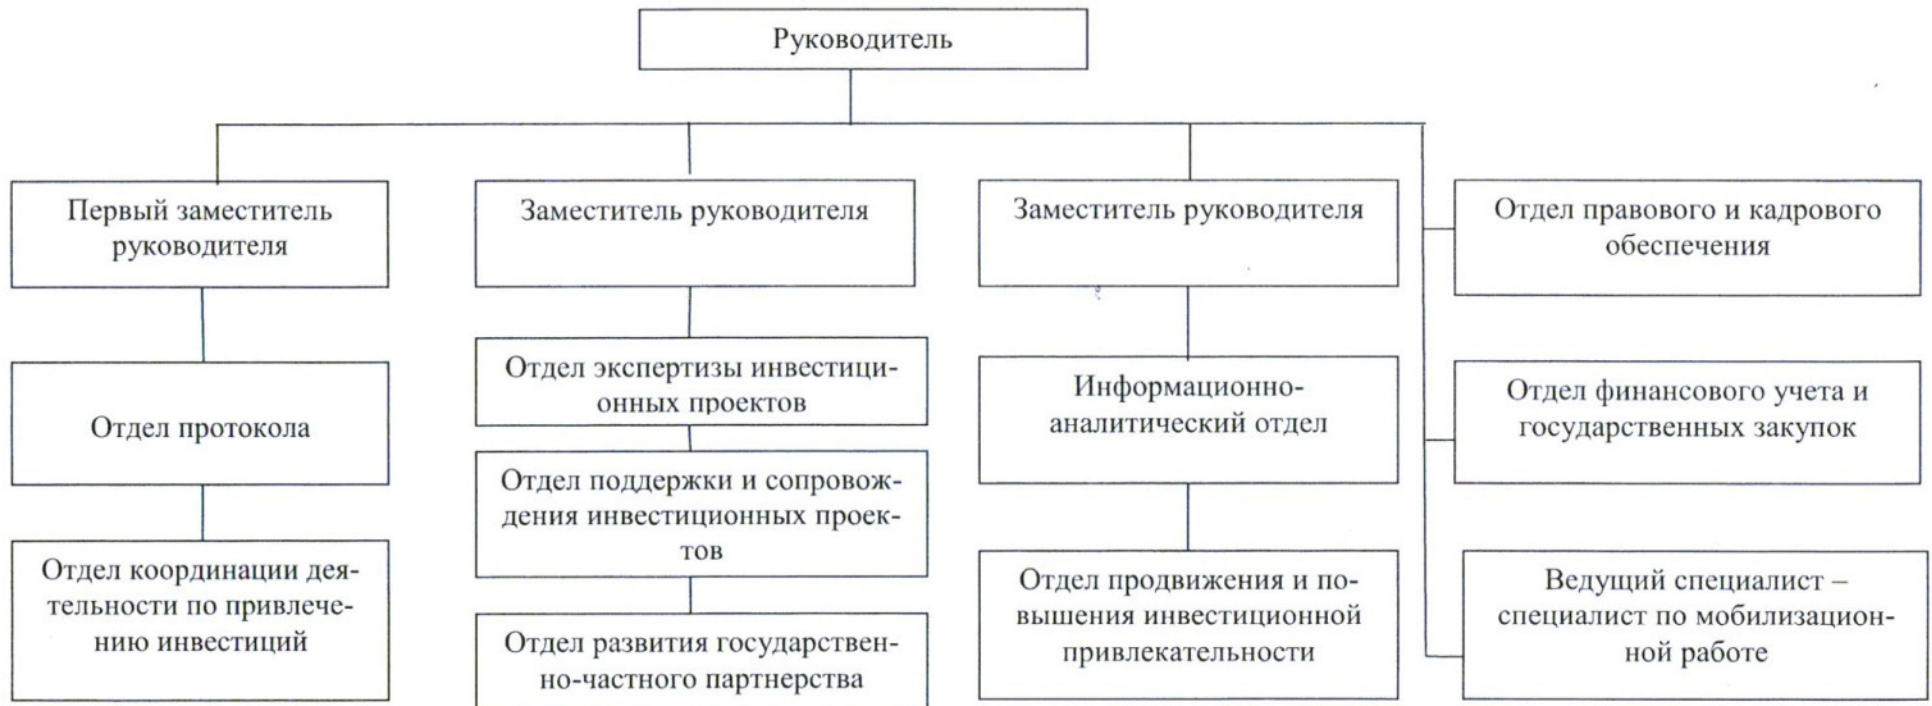 Руководитель
Первый заместитель
руководителя
Заместитель руководителя
Заместитель руководителя
Отдел правового и кадрового
обеспечения
Отдел протокола
Отдел экспертизы инвестици-
онных проектов
Информационно-
аналитический отдел
Отдел финансового учета и
государственных закупок
Отдел поддержки и сопровож-
дения инвестиционных проек-
тов
Отдел координации дея-
тельности по привлече-
нию инвестиций
Отдел развития государствен-
но-частного партнерства
Отдел продвижения и по-
вышения инвестиционной
привлекательности
Ведущий специалист –
специалист по мобилизацион-
ной работе